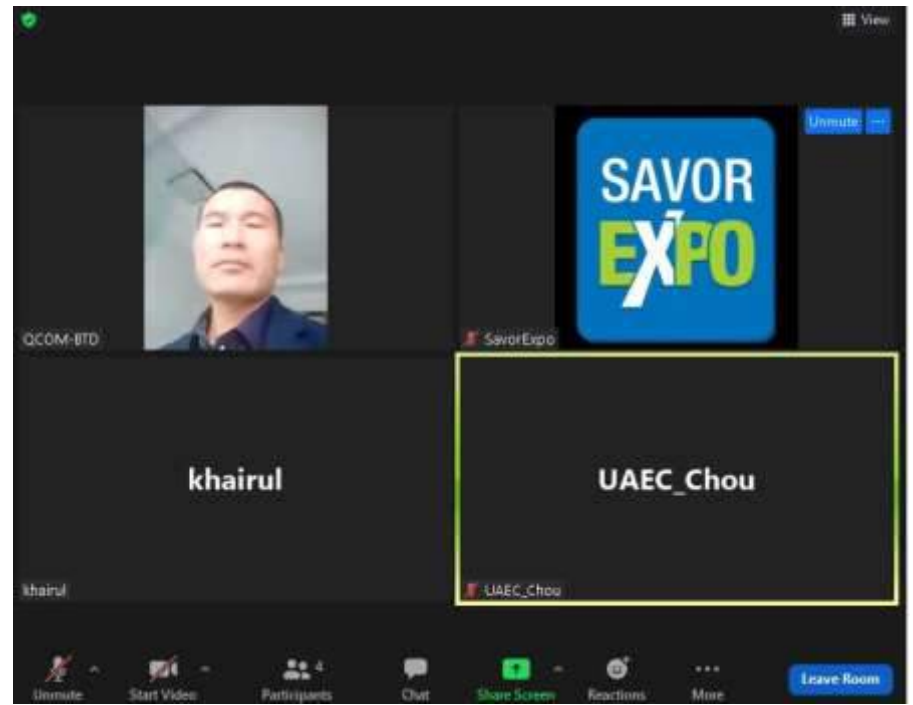 View
Unmute
SAVOR
EXPO
QCOM-BTD
SavorExpo
khairul
UAEC_Chou
khairul
UAEC_Chou
4
Unmute
Start Video
Participants
Chat
Share Screen
Reactions
More
Leave Room